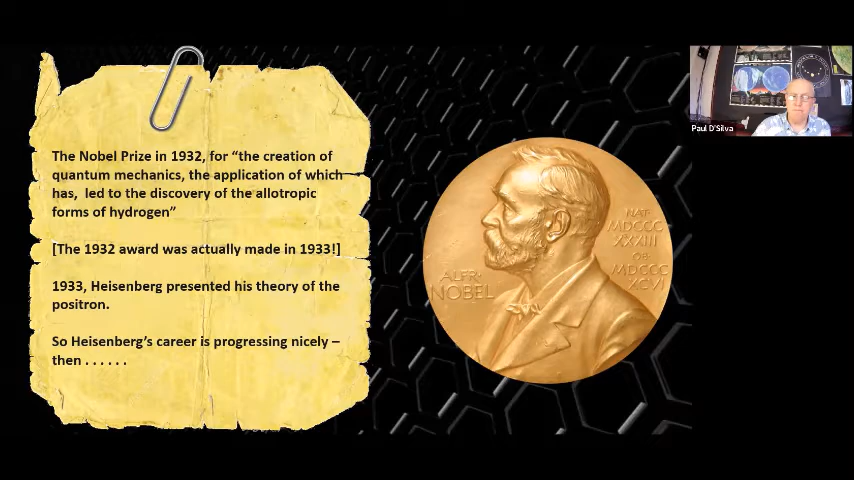 The Nobel Prize in 1932, for “the creation of
quantum mechanics, the application of which
has, led to the discovery of the allotropic
forms of hydrogen”
[The 1932 award was actually made in 1933!]
1933, Heisenberg presented his theory of the
positron.
So Heisenberg’s career is progressing nicely –
then . . . . . .
ALFR·
NOBEL
NAT·
MDCCC
XXXIII
OB·
MDCCC
XCVI
Paul D'Silva